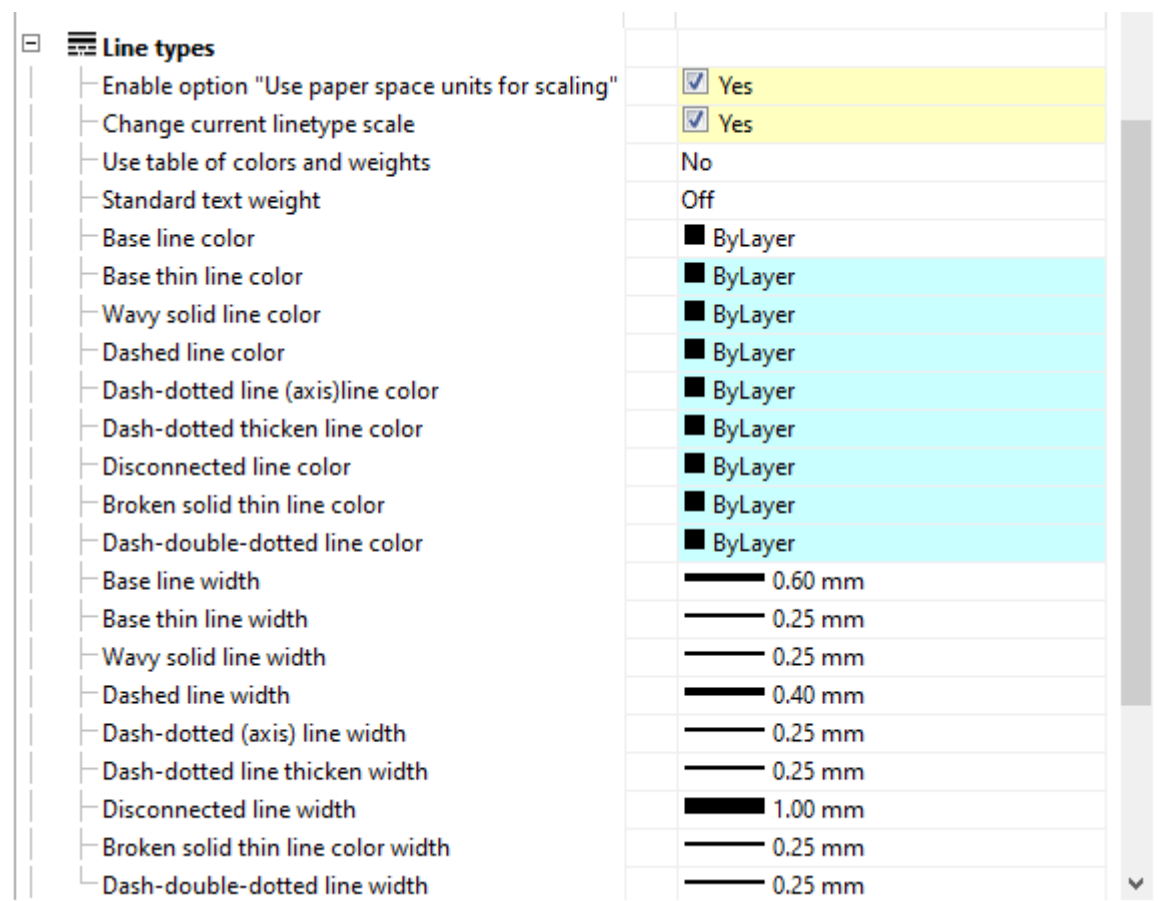 Line types
Enable option "Use paper space units for scaling" Yes
Change current linetype scale Yes
Use table of colors and weights No
Standard text weight Off
Base line color ByLayer
Base thin line color ByLayer
Wavy solid line color ByLayer
Dashed line color ByLayer
Dash-dotted line (axis)line color ByLayer
Dash-dotted thicken line color ByLayer
Disconnected line color ByLayer
Broken solid thin line color ByLayer
Dash-double-dotted line color ByLayer
Base line width 0.60 mm
Base thin line width 0.25 mm
Wavy solid line width 0.25 mm
Dashed line width 0.40 mm
Dash-dotted (axis) line width 0.25 mm
Dash-dotted line thicken width 0.25 mm
Disconnected line width 1.00 mm
Broken solid thin line color width 0.25 mm
Dash-double-dotted line width 0.25 mm